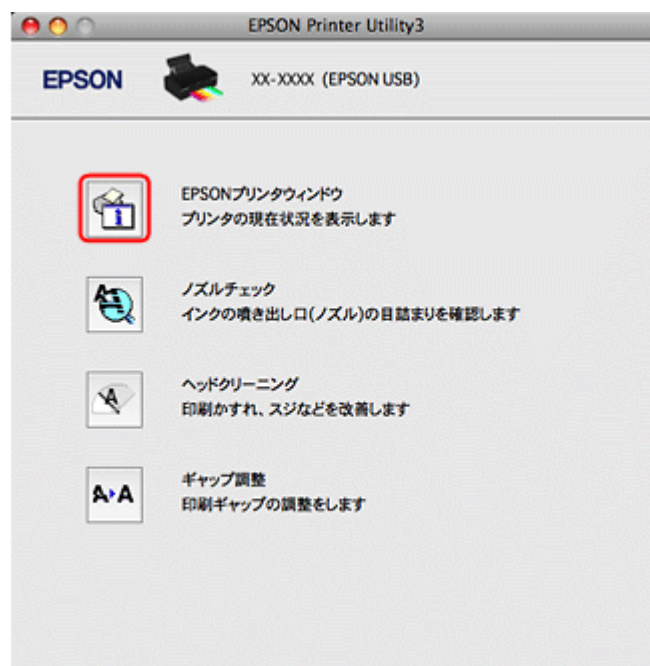 EPSON Printer Utility3
EPSON
XX-XXXX (EPSON USB)
EPSONプリンタウィンドウ
プリンタの現在状況を表示します
ノズルチェック
インクの噴き出し口(ノズル)の目詰まりを確認します
ヘッドクリーニング
印刷かすれ、スジなどを改善します
ギャップ調整
A▸A
印刷ギャップの調整をします